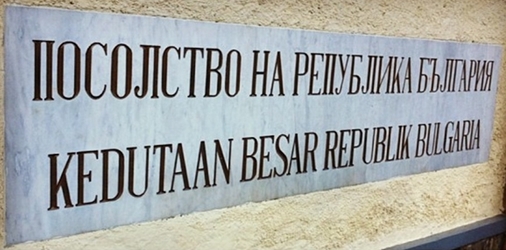 ПОСОЛСТВО НА РЕПУБЛИКА БЪЛГАРИЯ
KEDUTAAN BESAR REPUBLIK BULGARIA